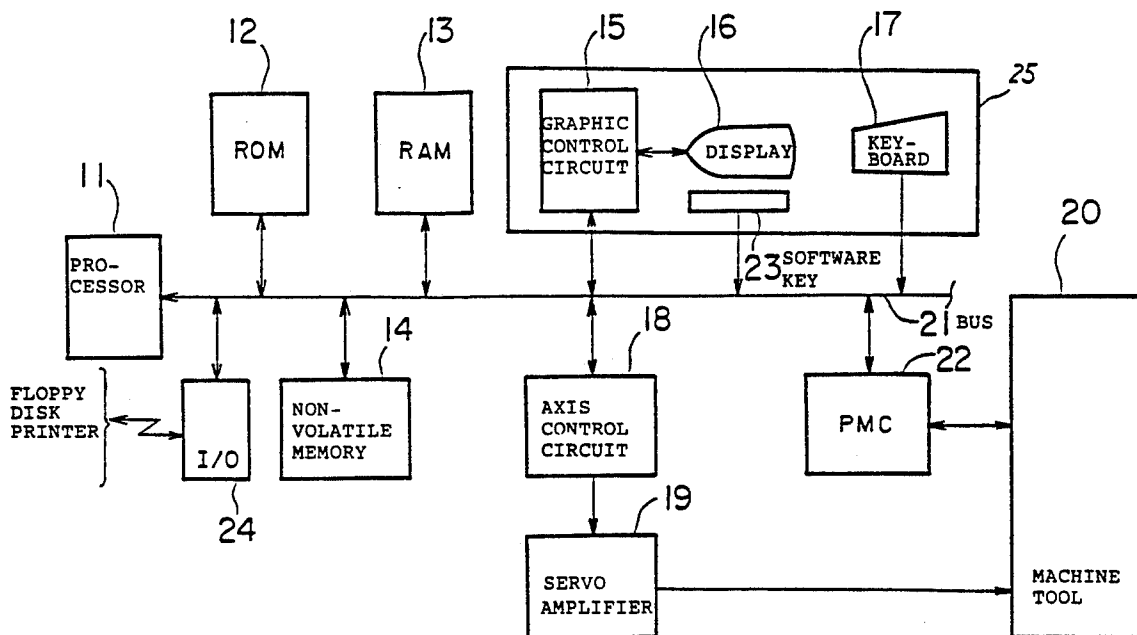 12
13
15
16
17
25
ROM
RAM
GRAPHIC
CONTROL
CIRCUIT
DISPLAY
KEY-
BOARD
11
PRO-
CESSOR
23 SOFTWARE
KEY
20
21 BUS
14
18
22
FLOPPY
DISK
PRINTER
I/O
24
NON-
VOLATILE
MEMORY
AXIS
CONTROL
CIRCUIT
PMC
19
SERVO
AMPLIFIER
MACHINE
TOOL